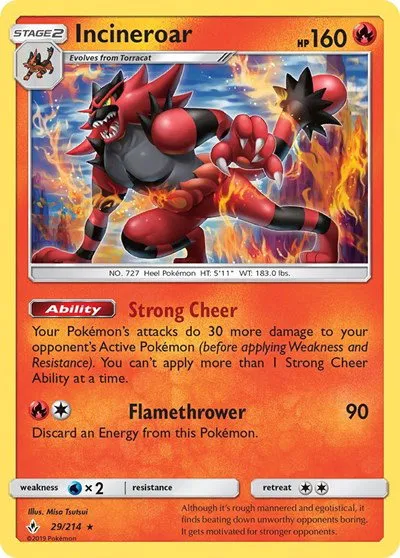 STAGE2 Incineroar HP160
Evolves from Torracat
NO. 727 Heel Pokémon HT: 5'11" WT: 183.0 lbs.
Ability Strong Cheer
Your Pokémon's attacks do 30 more damage to your
opponent's Active Pokémon (before applying Weakness and
Resistance). You can't apply more than 1 Strong Cheer
Ability at a time.
Flamethrower 90
Discard an Energy from this Pokémon.
weakness ×2 resistance retreat
Illus. Misa Tsutsui
29/214 ★
©2019 Pokémon
Although it's rough mannered and egotistical, it
finds beating down unworthy opponents boring.
It gets motivated for stronger opponents.